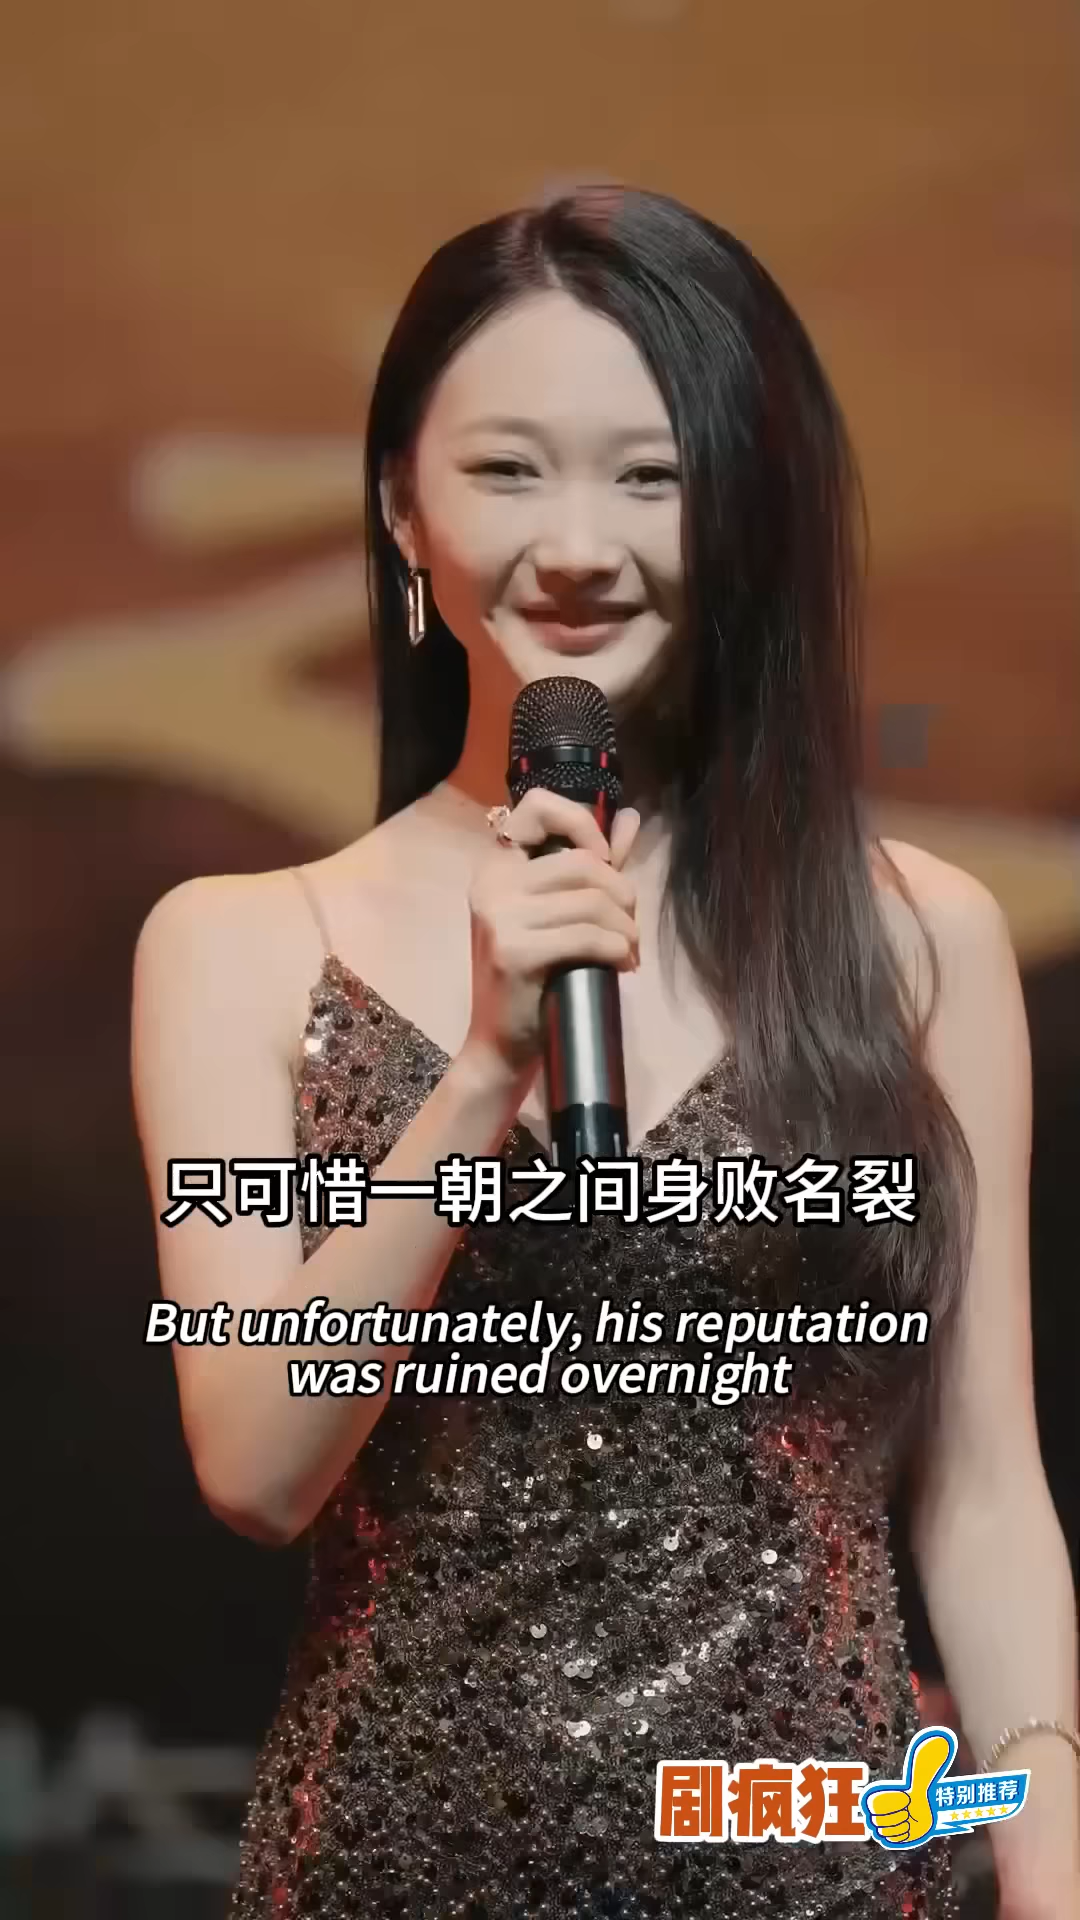 只可惜一朝之间身败名裂
But unfortunately, his reputation
was ruined overnight
剧疯狂
特别推荐